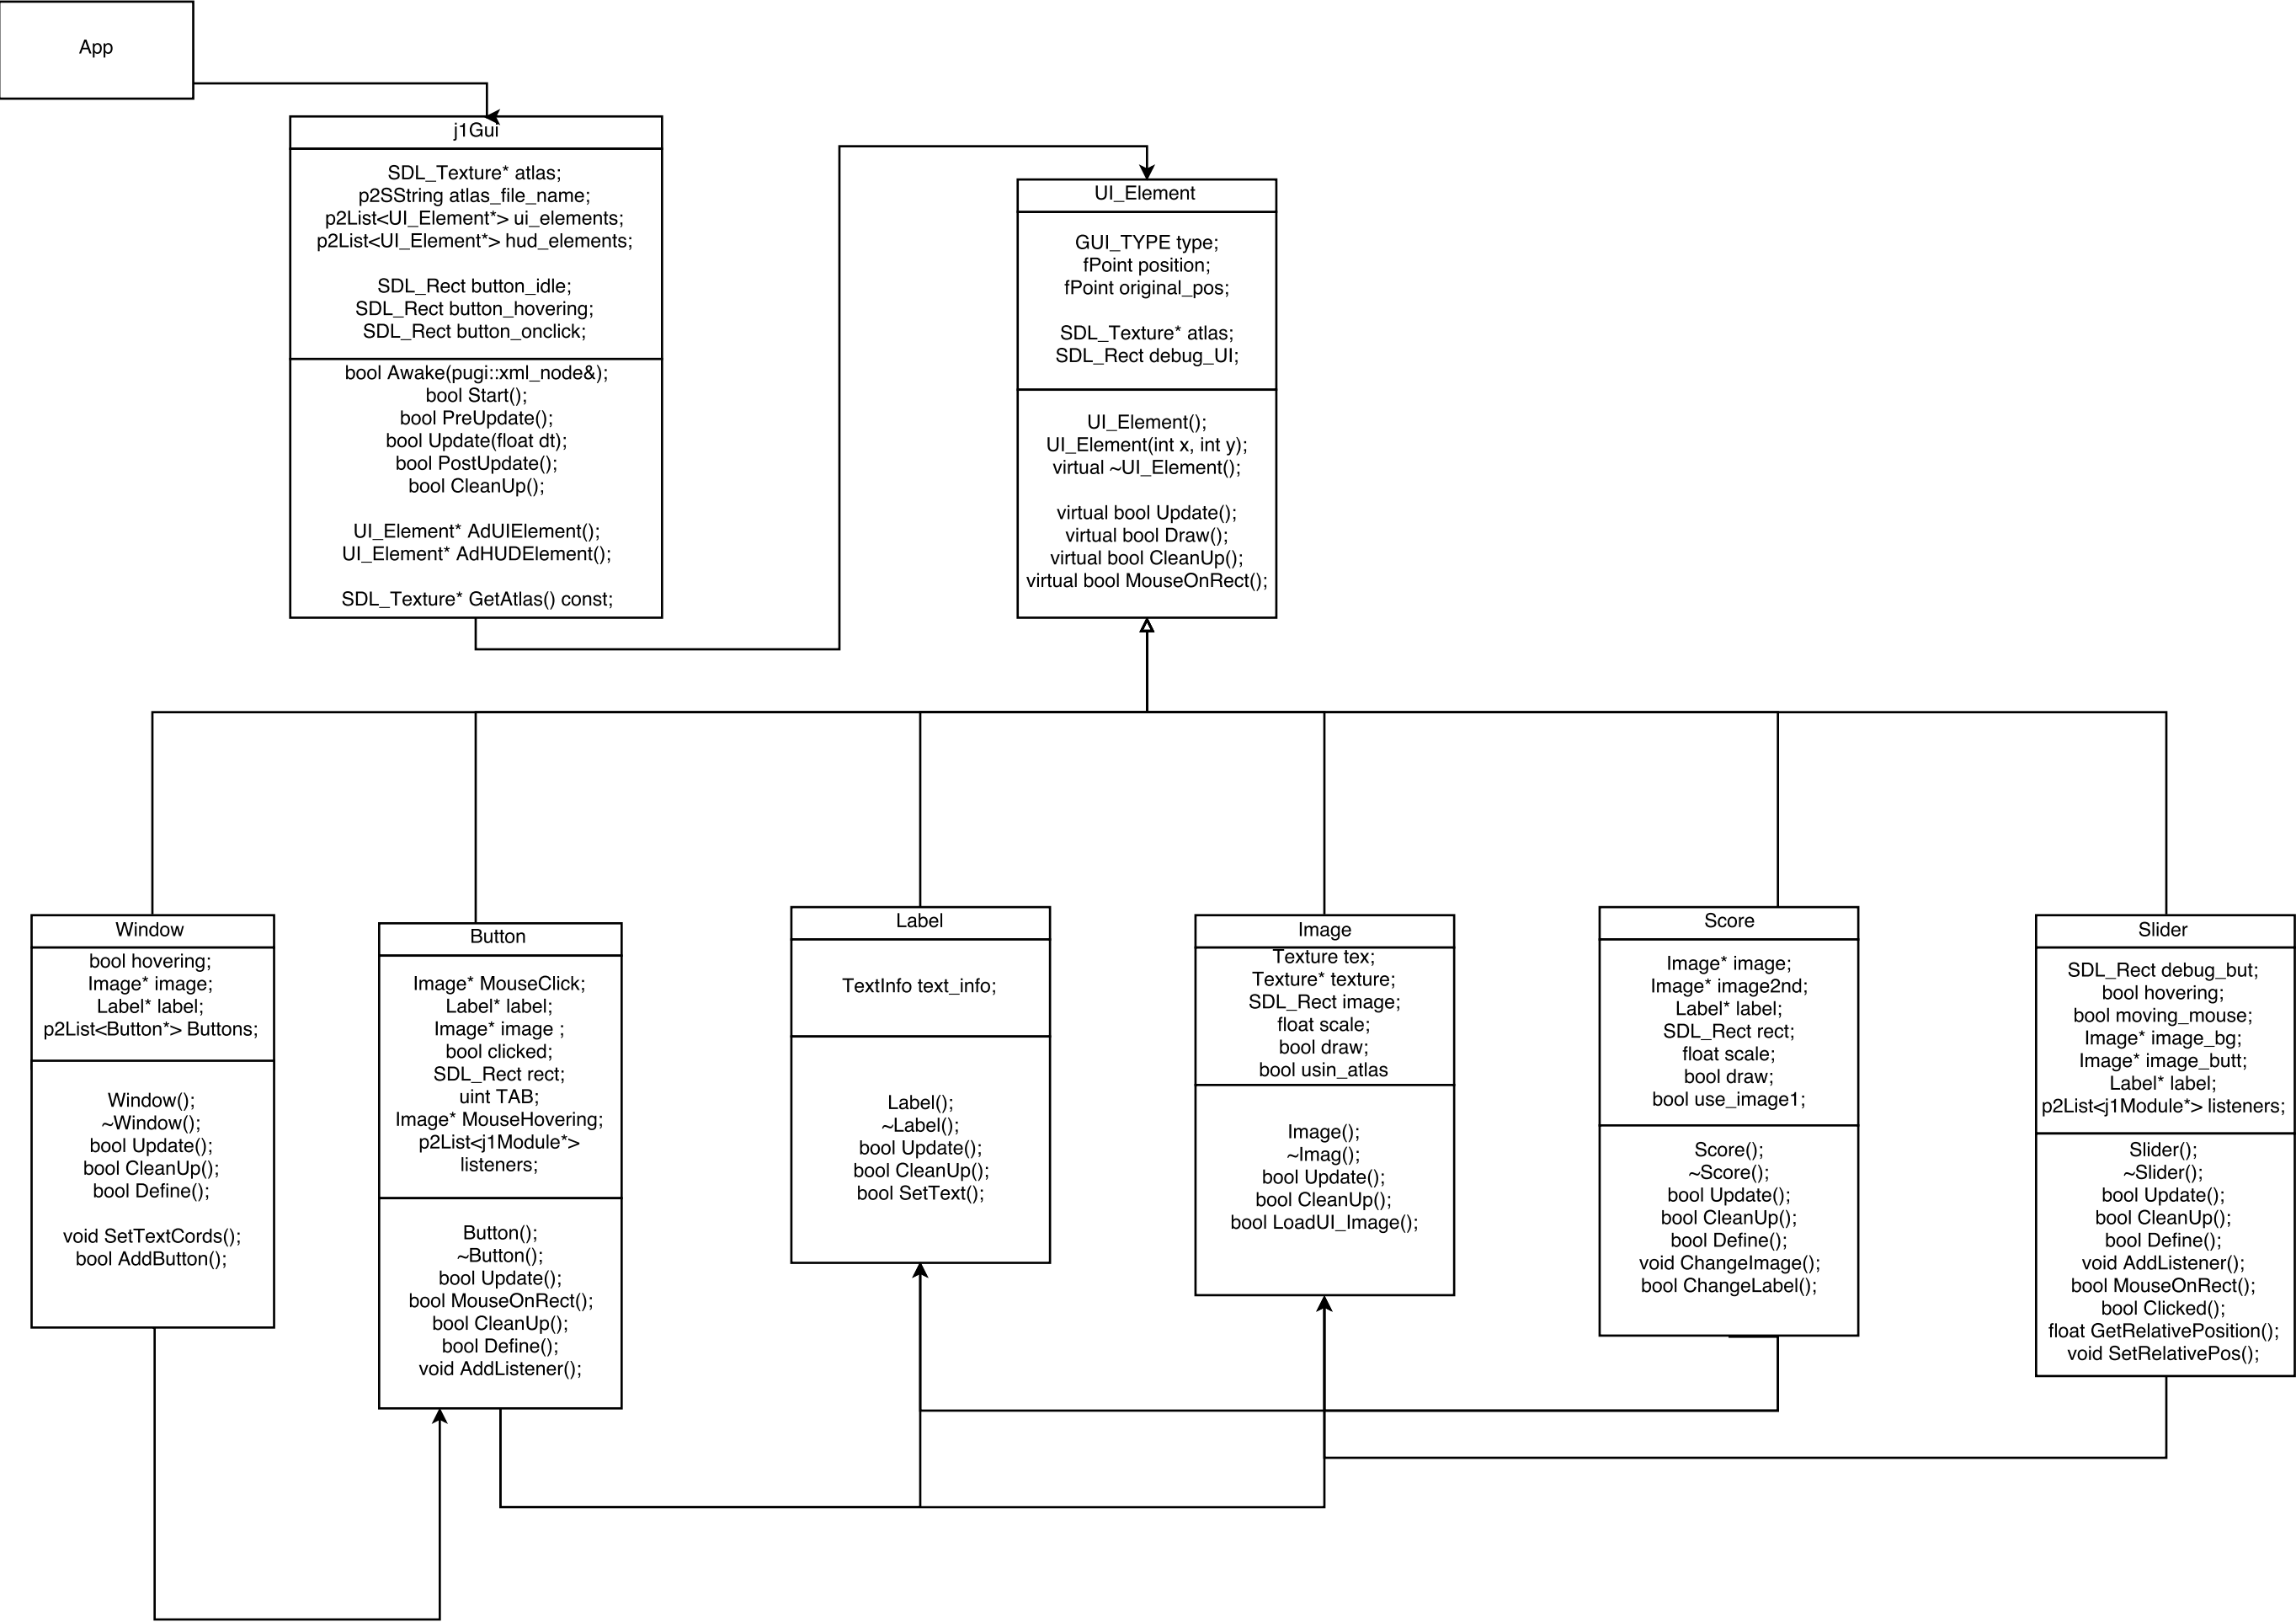 App
j1Gui
SDL_Texture* atlas;
p2SString atlas_file_name;
p2List<UI_Element*> ui_elements;
p2List<UI_Element*> hud_elements;
SDL_Rect button_idle;
SDL_Rect button_hovering;
SDL_Rect button_onclick;
bool Awake(pugi::xml_node&);
bool Start();
bool PreUpdate();
bool Update(float dt);
bool PostUpdate();
bool CleanUp();
UI_Element* AdUIElement();
UI_Element* AdHUDElement();
SDL_Texture* GetAtlas() const;
UI_Element
GUI_TYPE type;
fPoint position;
fPoint original_pos;
SDL_Texture* atlas;
SDL_Rect debug_UI;
UI_Element();
UI_Element(int x, int y);
virtual ~UI_Element();
virtual bool Update();
virtual bool Draw();
virtual bool CleanUp();
virtual bool MouseOnRect();
Window
bool hovering;
Image* image;
Label* label;
p2List<Button*> Buttons;
Window();
~Window();
bool Update();
bool CleanUp();
bool Define();
void SetTextCords();
bool AddButton();
Button
Image* MouseClick;
Label* label;
Image* image ;
bool clicked;
SDL_Rect rect;
uint TAB;
Image* MouseHovering;
p2List<j1Module*>
listeners;
Button();
~Button();
bool Update();
bool MouseOnRect();
bool CleanUp();
bool Define();
void AddListener();
Label
TextInfo text_info;
Label();
~Label();
bool Update();
bool CleanUp();
bool SetText();
Image
Texture tex;
Texture* texture;
SDL_Rect image;
float scale;
bool draw;
bool usin_atlas
Image();
~Imag();
bool Update();
bool CleanUp();
bool LoadUI_Image();
Score
Image* image;
Image* image2nd;
Label* label;
SDL_Rect rect;
float scale;
bool draw;
bool use_image1;
Score();
~Score();
bool Update();
bool CleanUp();
bool Define();
void ChangeImage();
bool ChangeLabel();
Slider
SDL_Rect debug_but;
bool hovering;
bool moving_mouse;
Image* image_bg;
Image* image_butt;
Label* label;
p2List<j1Module*> listeners;
Slider();
~Slider();
bool Update();
bool CleanUp();
bool Define();
void AddListener();
bool MouseOnRect();
bool Clicked();
float GetRelativePosition();
void SetRelativePos();